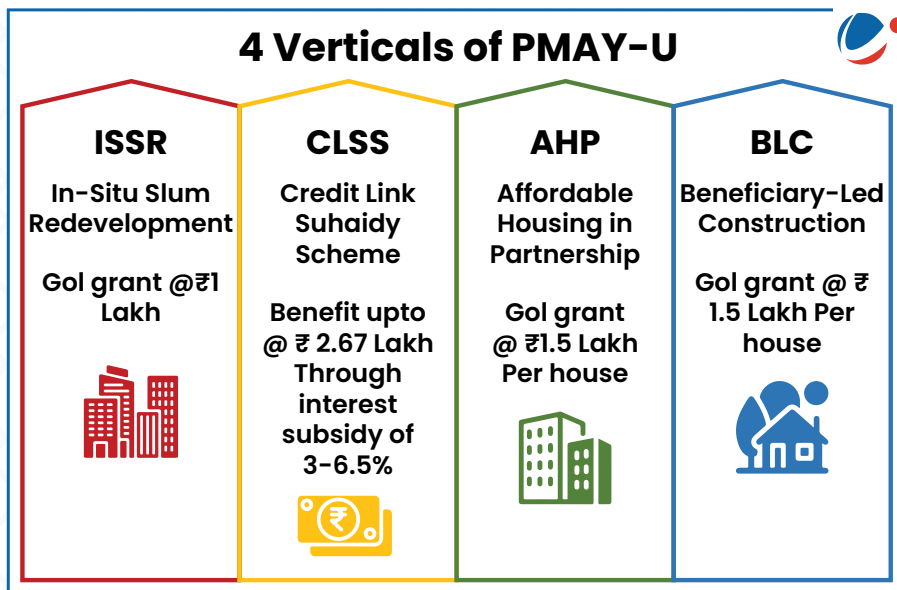 4 Verticals of PMAY-U
ISSR
In-Situ Slum
Redevelopment
GoI grant @₹1
Lakh
CLSS
Credit Link
Suhaidy
Scheme
Benefit upto
@ ₹ 2.67 Lakh
Through
interest
subsidy of
3-6.5%
₹
AHP
Affordable
Housing in
Partnership
GoI grant
@ ₹1.5 Lakh
Per house
BLC
Beneficiary-Led
Construction
GoI grant @ ₹
1.5 Lakh Per
house